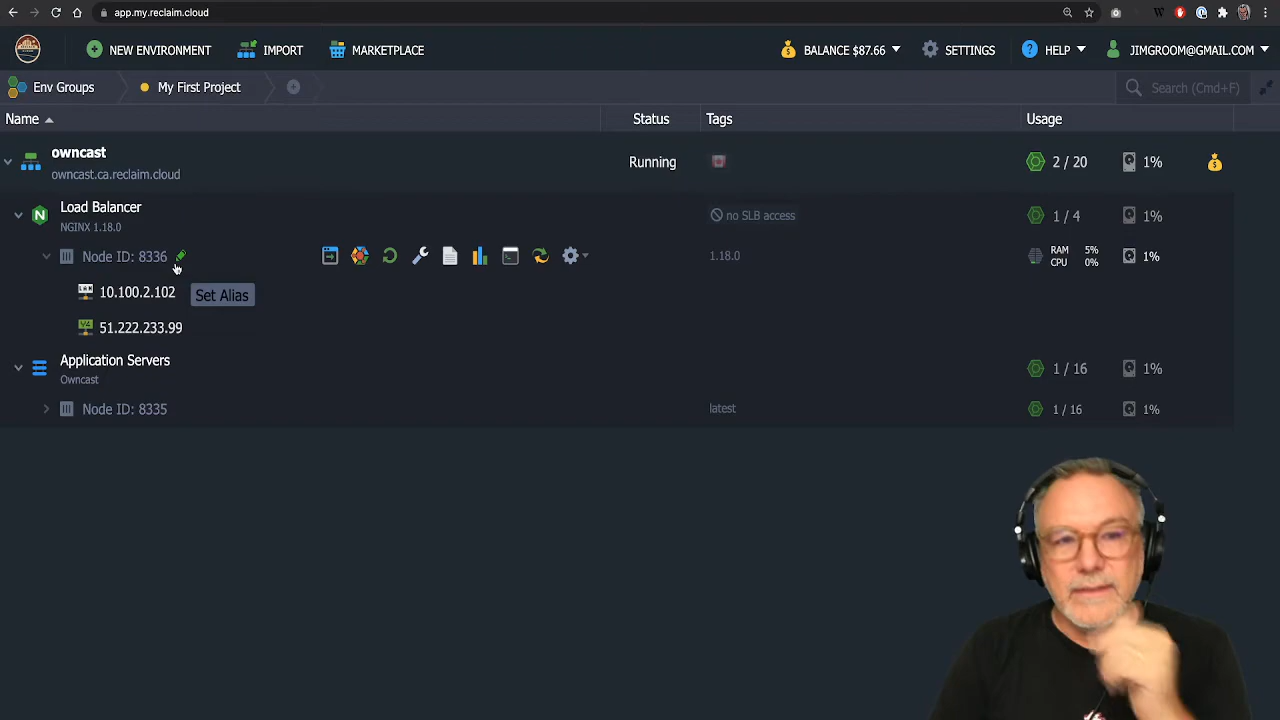 app.my.reclaim.cloud
NEW ENVIRONMENT
IMPORT
MARKETPLACE
BALANCE $87.66
SETTINGS
HELP
JIMGROOM@GMAIL.COM
Env Groups
My First Project
Search (Cmd+F)
Name
Status
Tags
Usage
owncast
owncast.ca.reclaim.cloud
Running
2 / 20
1%
Load Balancer
NGINX 1.18.0
no SLB access
1 / 4
1%
Node ID: 8336
1.18.0
RAM 5%
CPU 0%
1%
10.100.2.102
Set Alias
51.222.233.99
Application Servers
Owncast
1 / 16
1%
Node ID: 8335
latest
1 / 16
1%